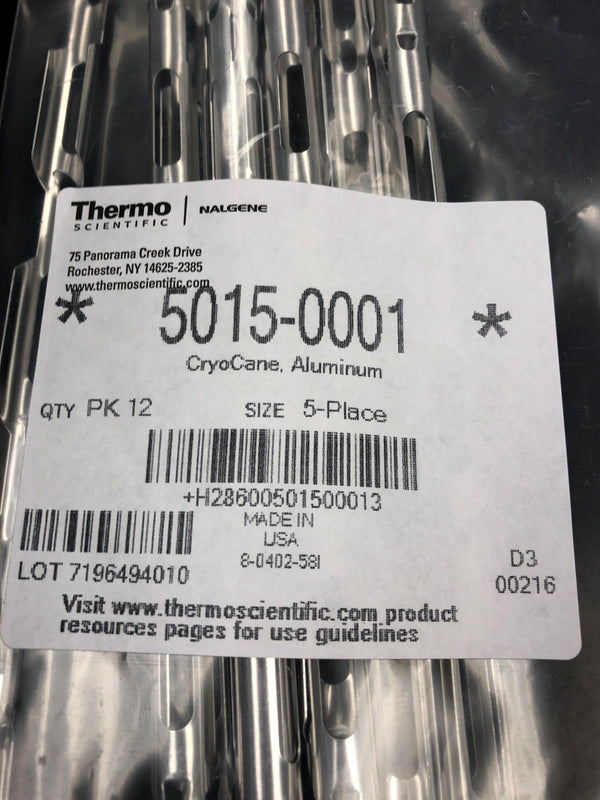 Thermo SCIENTIFIC | NALGENE
75 Panorama Creek Drive
Rochester, NY 14625-2385
www.thermoscientific.com
* 5015-0001 *
CryoCane, Aluminum
QTY PK 12 SIZE 5-Place
+H28600501500013
MADE IN
USA
8-0402-58I
LOT 7196494010
D3
00216
Visit www.thermoscientific.com product
resources pages for use guidelines